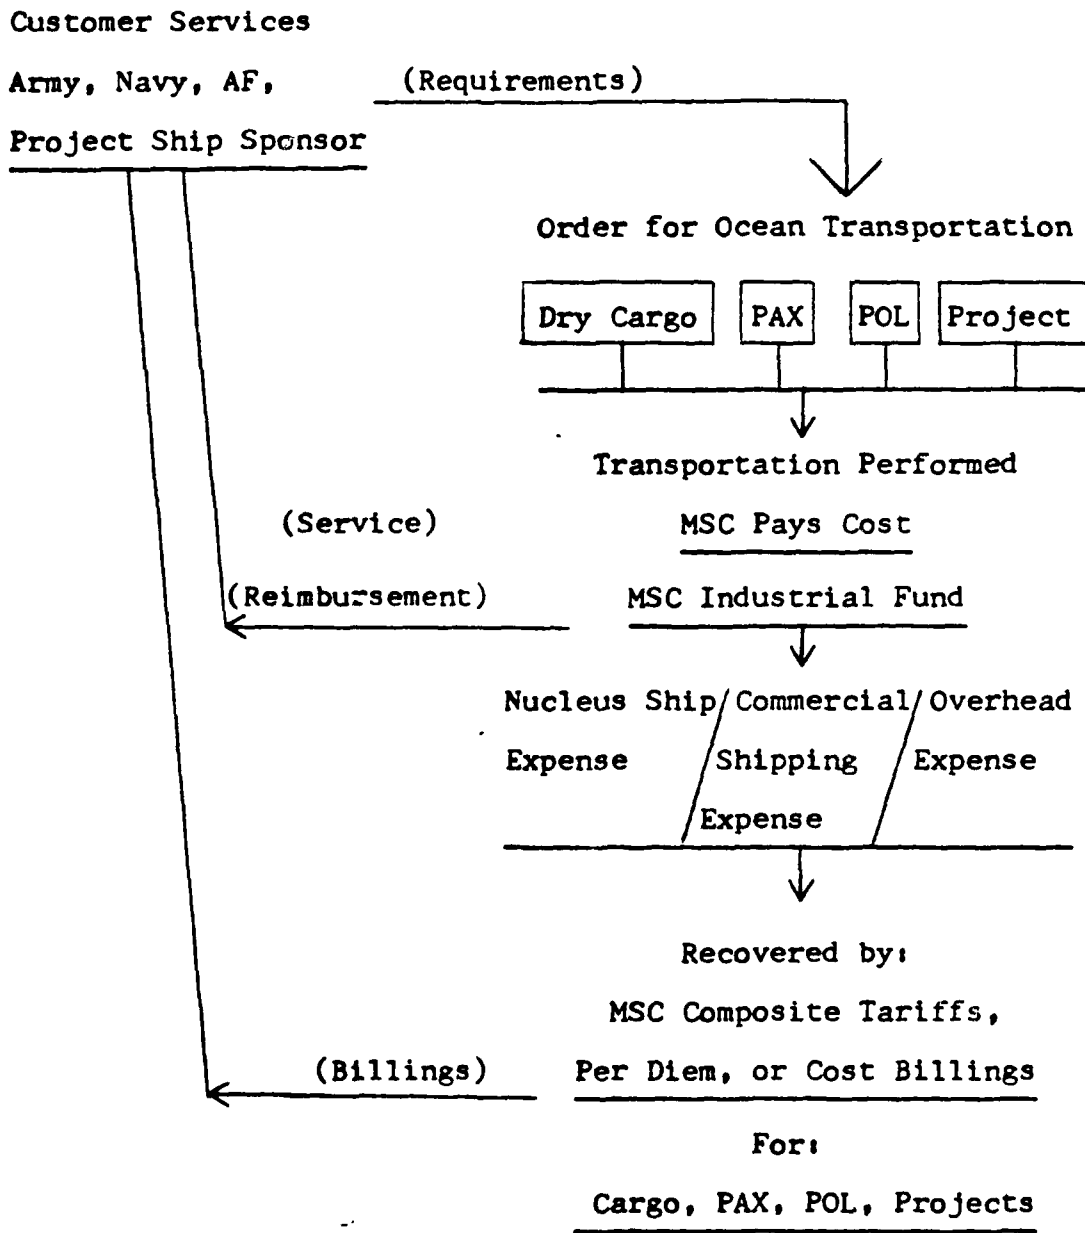 Customer Services
Army, Navy, AF,
(Requirements)
Project Ship Sponsor
Order for Ocean Transportation
Dry Cargo PAX POL Project
Transportation Performed
(Service) MSC Pays Cost
(Reimbursement) MSC Industrial Fund
Nucleus Ship/Commercial/Overhead
Expense Shipping Expense
Expense
Recovered by:
MSC Composite Tariffs,
(Billings) Per Diem, or Cost Billings
For:
Cargo, PAX, POL, Projects